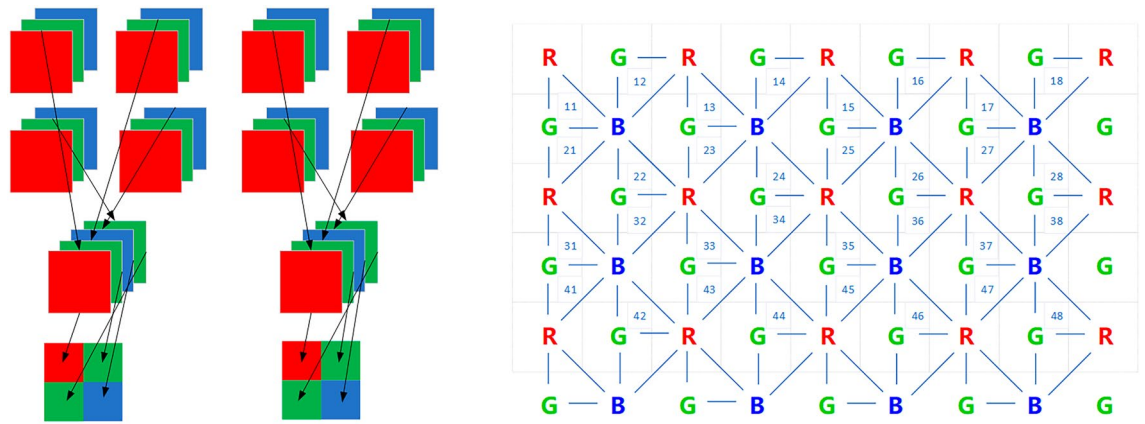 R G R G R G R G R
12 14 16 18
11 13 15 17
G B G B G B G B G
21 23 25 27
22 24 26 28
R G R G R G R G R
32 34 36 38
31 33 35 37
G B G B G B G B G
41 43 45 47
42 44 46 48
R G R G R G R G R
G B G B G B G B G